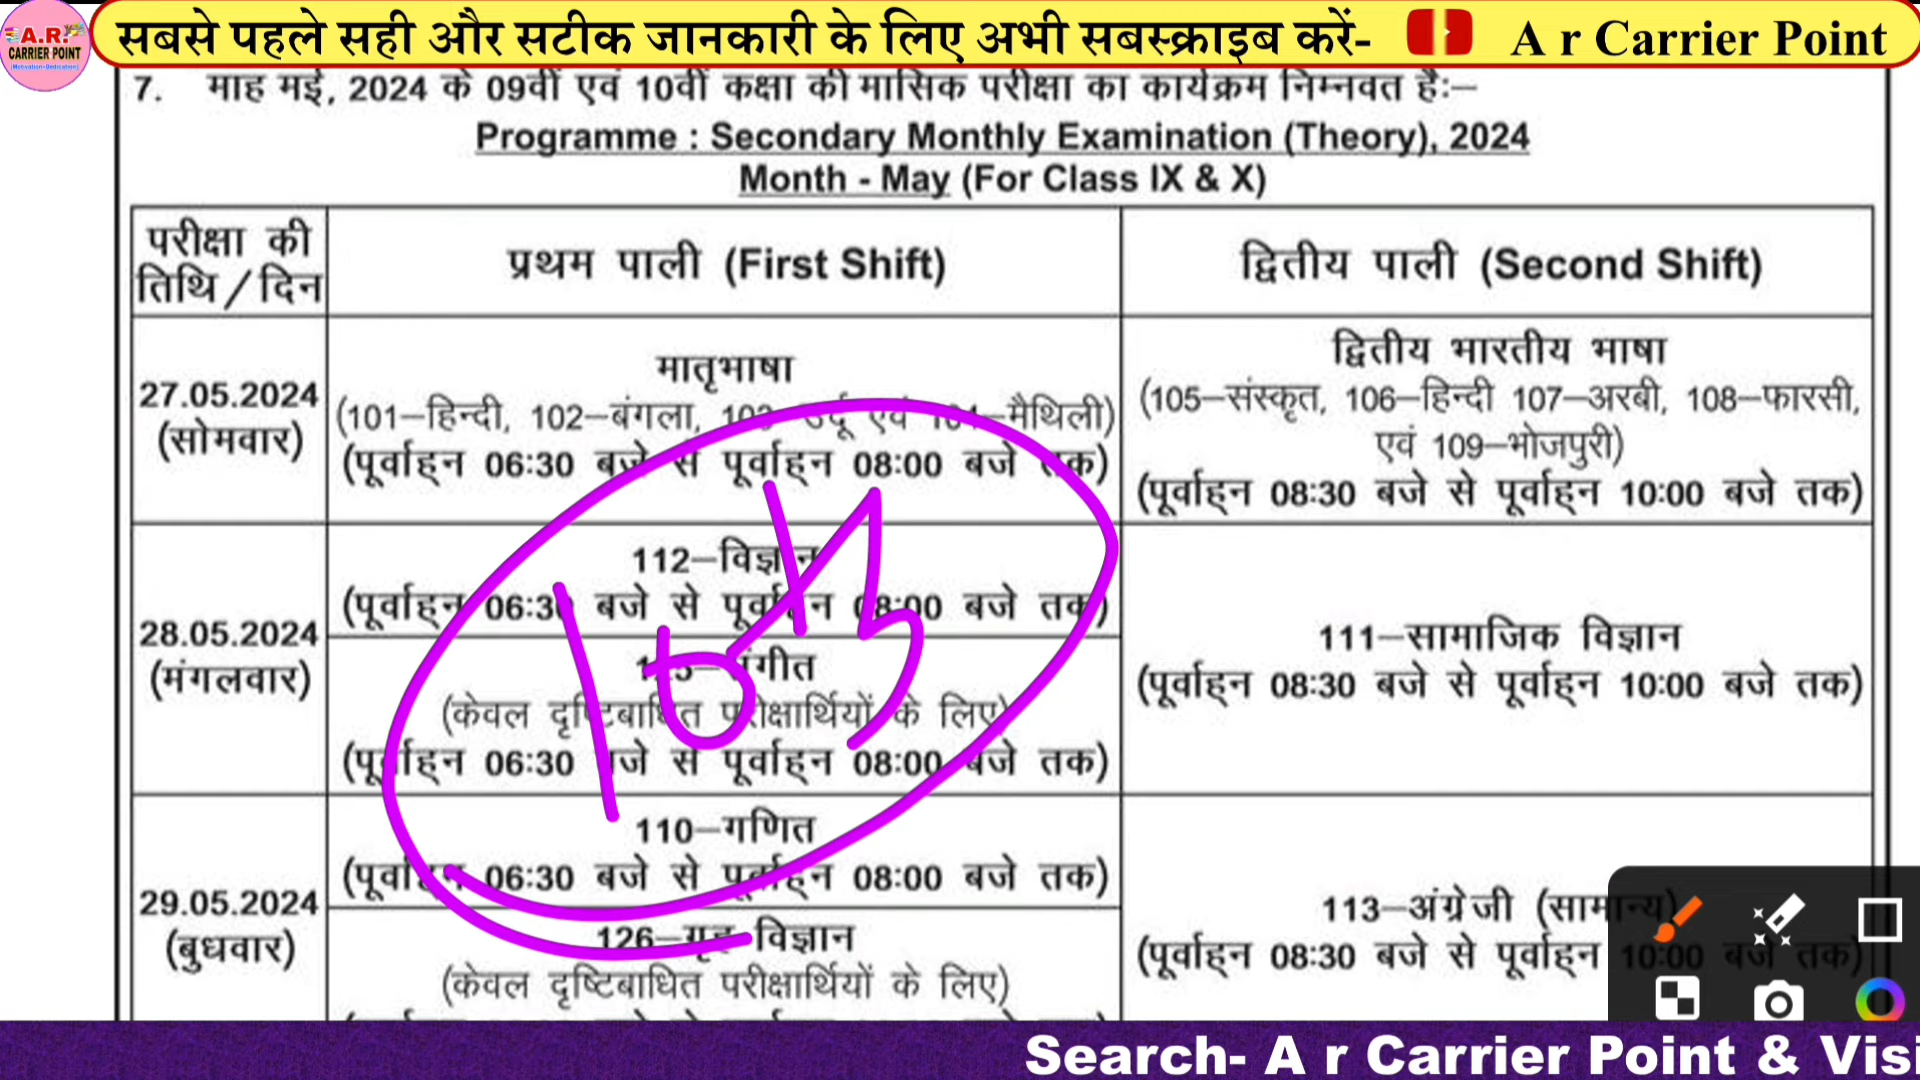 A.R.
CARRIER POINT
(Motivation-Dedication)
सबसे पहले सही और सटीक जानकारी के लिए अभी सबस्क्राइब करें- A r Carrier Point
7. माह मई, 2024 के 09वीं एवं 10वीं कक्षा की मासिक परीक्षा का कार्यक्रम निम्नवत है:–
Programme : Secondary Monthly Examination (Theory), 2024
Month - May (For Class IX & X)
परीक्षा की तिथि / दिन
प्रथम पाली (First Shift)
द्वितीय पाली (Second Shift)
27.05.2024
(सोमवार)
मातृभाषा
(101–हिन्दी, 102–बंगला, 103–उर्दू एवं 104–मैथिली)
(पूर्वाह्न 06:30 बजे से पूर्वाह्न 08:00 बजे तक)
द्वितीय भारतीय भाषा
(105–संस्कृत, 106–हिन्दी 107–अरबी, 108–फारसी,
एवं 109–भोजपुरी)
(पूर्वाह्न 08:30 बजे से पूर्वाह्न 10:00 बजे तक)
28.05.2024
(मंगलवार)
112–विज्ञान
(पूर्वाह्न 06:30 बजे से पूर्वाह्न 08:00 बजे तक)
संगीत
(केवल दृष्टिबाधित परीक्षार्थियों के लिए)
(पूर्वाह्न 06:30 बजे से पूर्वाह्न 08:00 बजे तक)
111–सामाजिक विज्ञान
(पूर्वाह्न 08:30 बजे से पूर्वाह्न 10:00 बजे तक)
29.05.2024
(बुधवार)
110–गणित
(पूर्वाह्न 06:30 बजे से पूर्वाह्न 08:00 बजे तक)
126–गृह विज्ञान
(केवल दृष्टिबाधित परीक्षार्थियों के लिए)
113–अंग्रेजी (सामान्य)
(पूर्वाह्न 08:30 बजे से पूर्वाह्न 10:00 बजे तक)
Search- A r Carrier Point & Visi